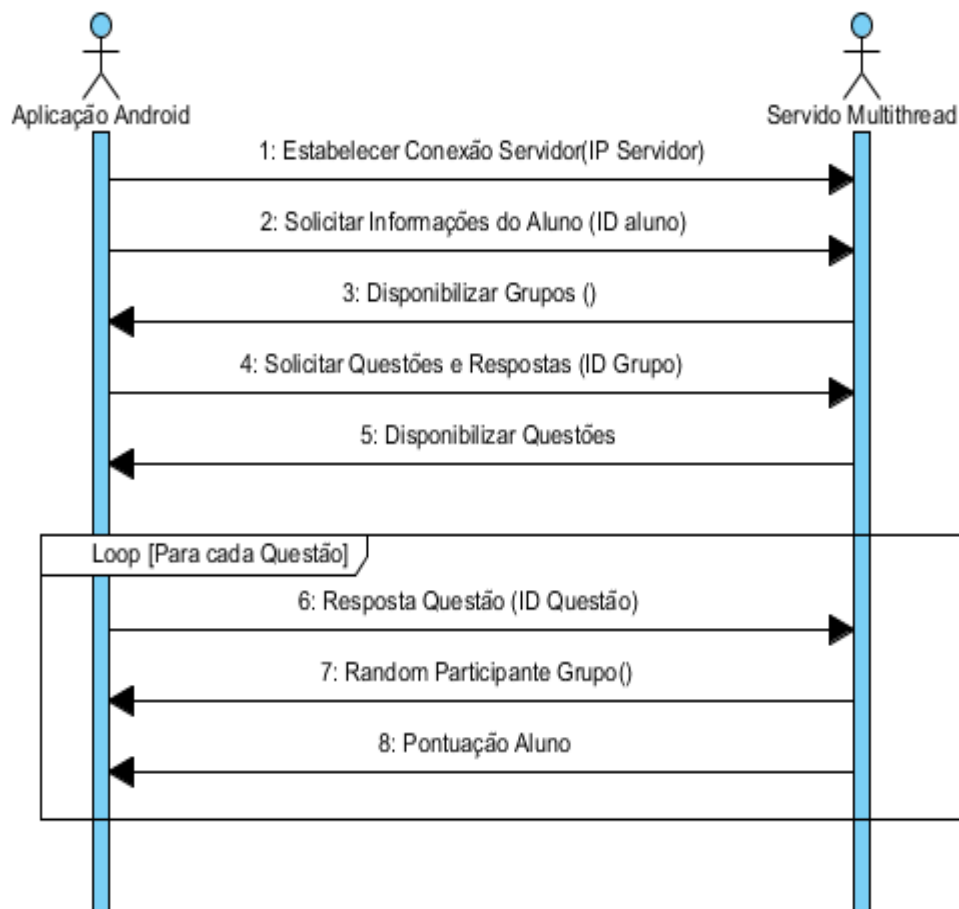 Aplicação Android
Servido Multithread
1: Estabelecer Conexão Servidor(IP Servidor)
2: Solicitar Informações do Aluno (ID aluno)
3: Disponibilizar Grupos ()
4: Solicitar Questões e Respostas (ID Grupo)
5: Disponibilizar Questões
Loop [Para cada Questão]
6: Resposta Questão (ID Questão)
7: Random Participante Grupo()
8: Pontuação Aluno